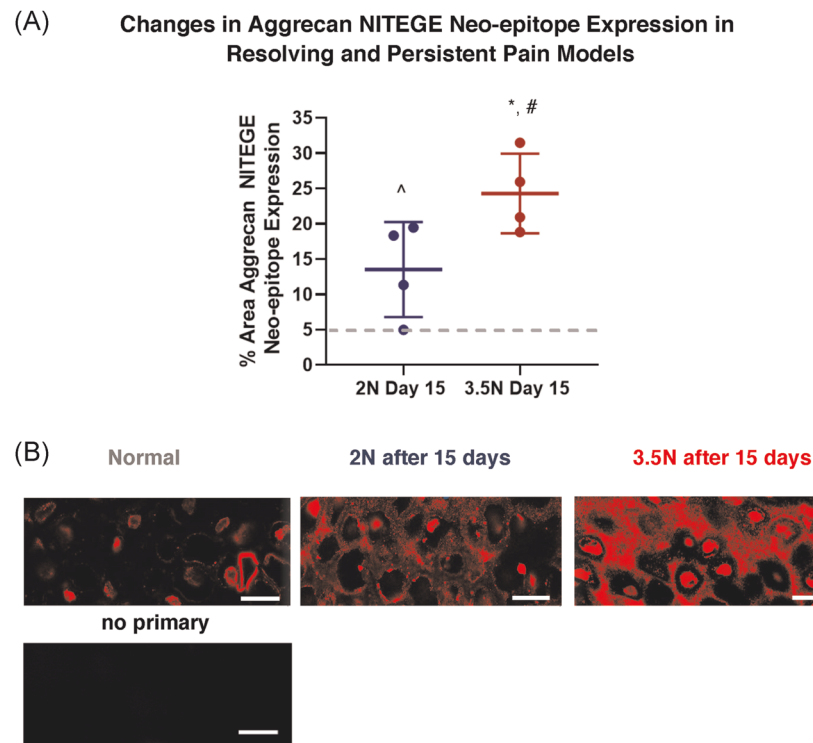 (A)
Changes in Aggrecan NITEGE Neo-epitope Expression in
Resolving and Persistent Pain Models
*, #
^
% Area Aggrecan NITEGE
Neo-epitope Expression
35
30
25
20
15
10
5
0
2N Day 15 3.5N Day 15
(B)
Normal 2N after 15 days 3.5N after 15 days
no primary